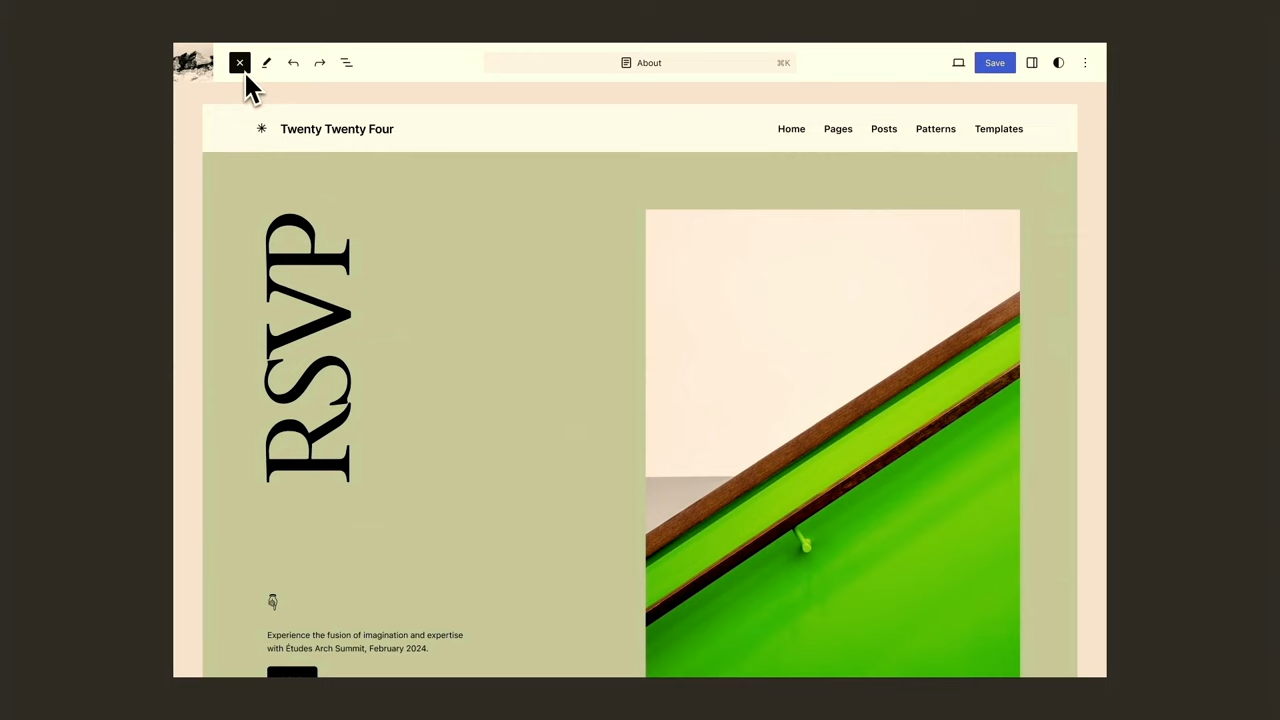 About
⌘K
Save
Twenty Twenty Four
Home
Pages
Posts
Patterns
Templates
RSVP
Experience the fusion of imagination and expertise
with Études Arch Summit, February 2024.